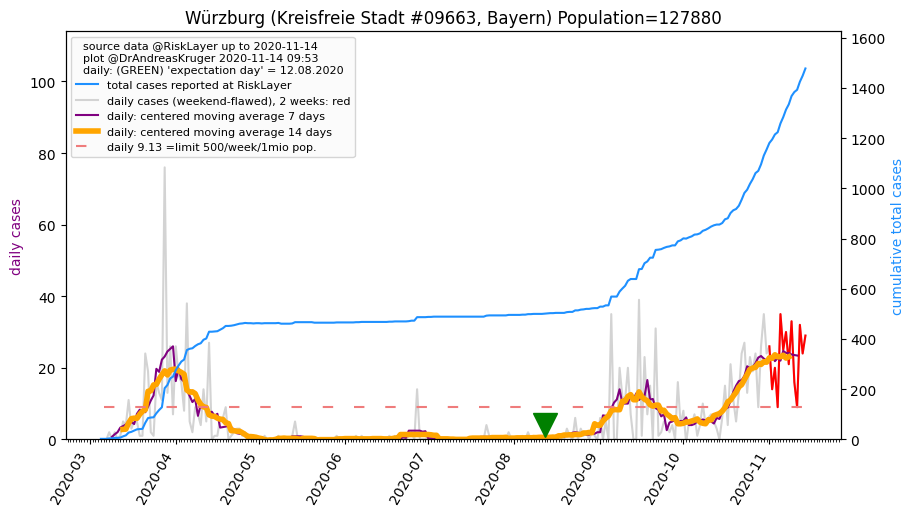 Würzburg (Kreisfreie Stadt #09663, Bayern) Population=127880
source data @RiskLayer up to 2020-11-14
plot @DrAndreasKruger 2020-11-14 09:53
daily: (GREEN) 'expectation day' = 12.08.2020
total cases reported at RiskLayer
daily cases (weekend-flawed), 2 weeks: red
daily: centered moving average 7 days
daily: centered moving average 14 days
daily 9.13 =limit 500/week/1mio pop.
daily cases
100
80
60
40
20
0
1600
1400
1200
1000
800
600
400
200
0
cumulative total cases
2020-03
2020-04
2020-05
2020-06
2020-07
2020-08
2020-09
2020-10
2020-11